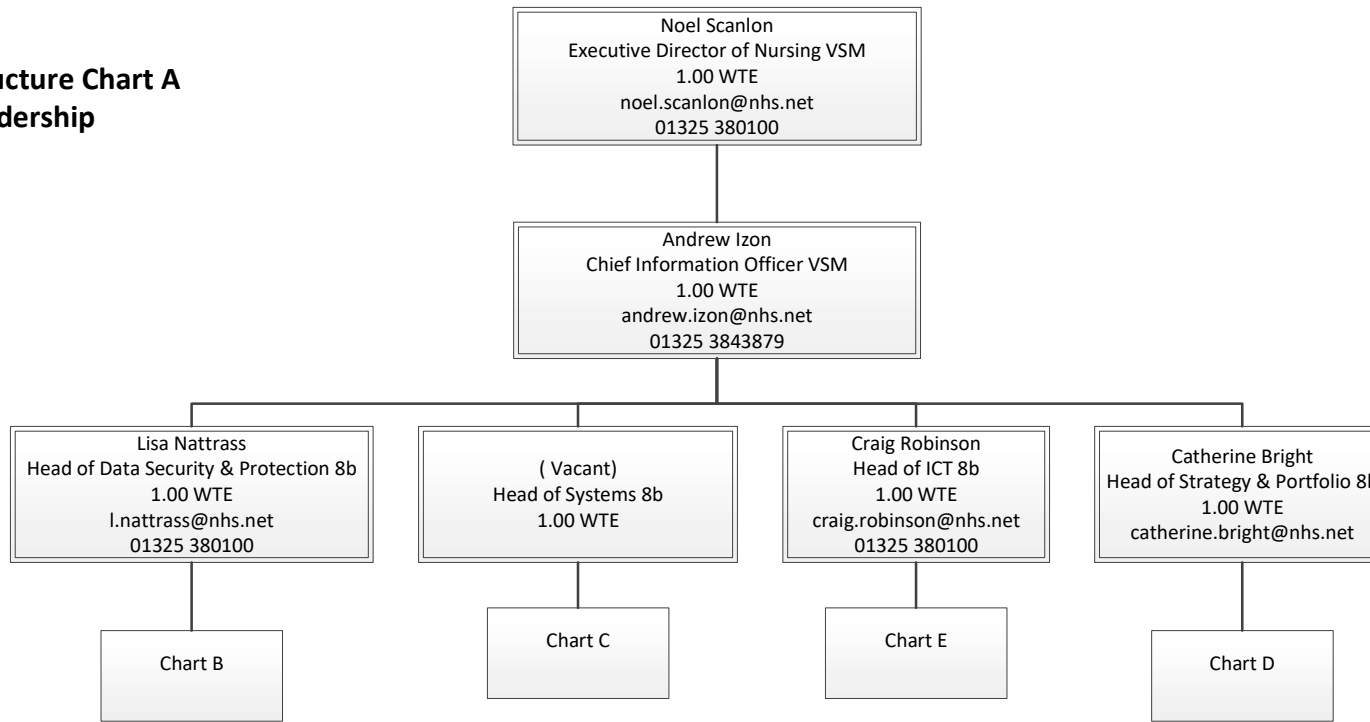 ucture Chart A
dership
Noel Scanlon
Executive Director of Nursing VSM
1.00 WTE
noel.scanlon@nhs.net
01325 380100
Andrew Izon
Chief Information Officer VSM
1.00 WTE
andrew.izon@nhs.net
01325 3843879
Lisa Nattrass
Head of Data Security & Protection 8b
1.00 WTE
l.nattrass@nhs.net
01325 380100
( Vacant)
Head of Systems 8b
1.00 WTE
Craig Robinson
Head of ICT 8b
1.00 WTE
craig.robinson@nhs.net
01325 380100
Catherine Bright
Head of Strategy & Portfolio 8b
1.00 WTE
catherine.bright@nhs.net
Chart B
Chart C
Chart E
Chart D